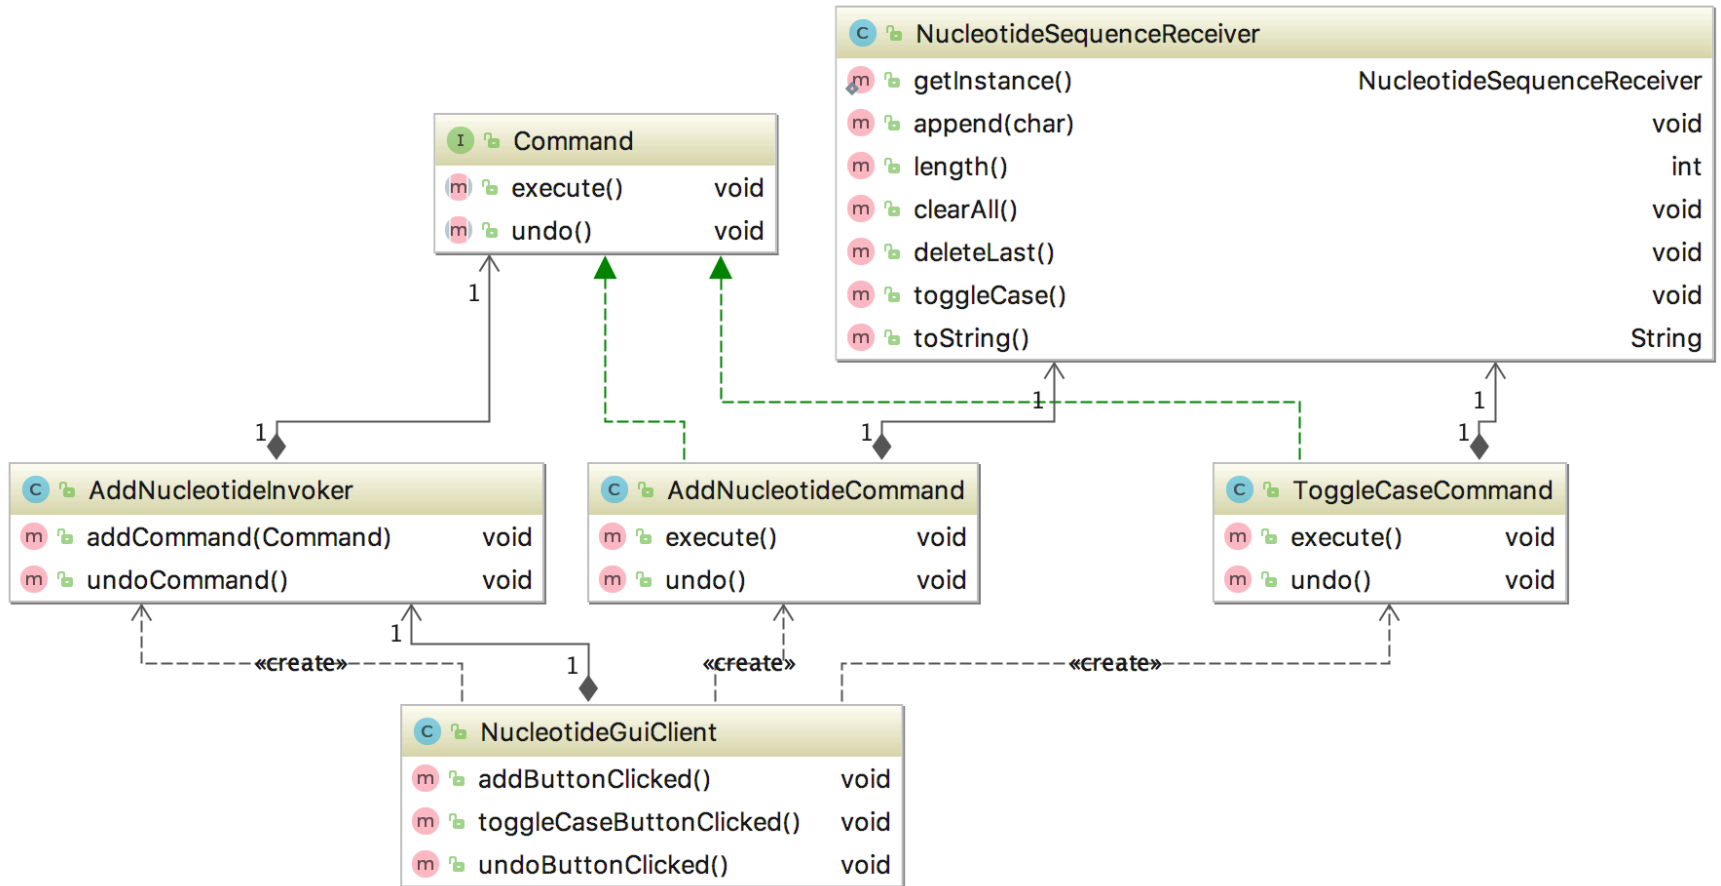 C NucleotideSequenceReceiver
m getInstance() NucleotideSequenceReceiver
m append(char) void
m length() int
m clearAll() void
m deleteLast() void
m toggleCase() void
m toString() String
I Command
m execute() void
m undo() void
1
1
1
1
1
1
C AddNucleotideInvoker
m addCommand(Command) void
m undoCommand() void
C AddNucleotideCommand
m execute() void
m undo() void
C ToggleCaseCommand
m execute() void
m undo() void
1
1
«create»
«create»
«create»
C NucleotideGuiClient
m addButtonClicked() void
m toggleCaseButtonClicked() void
m undoButtonClicked() void